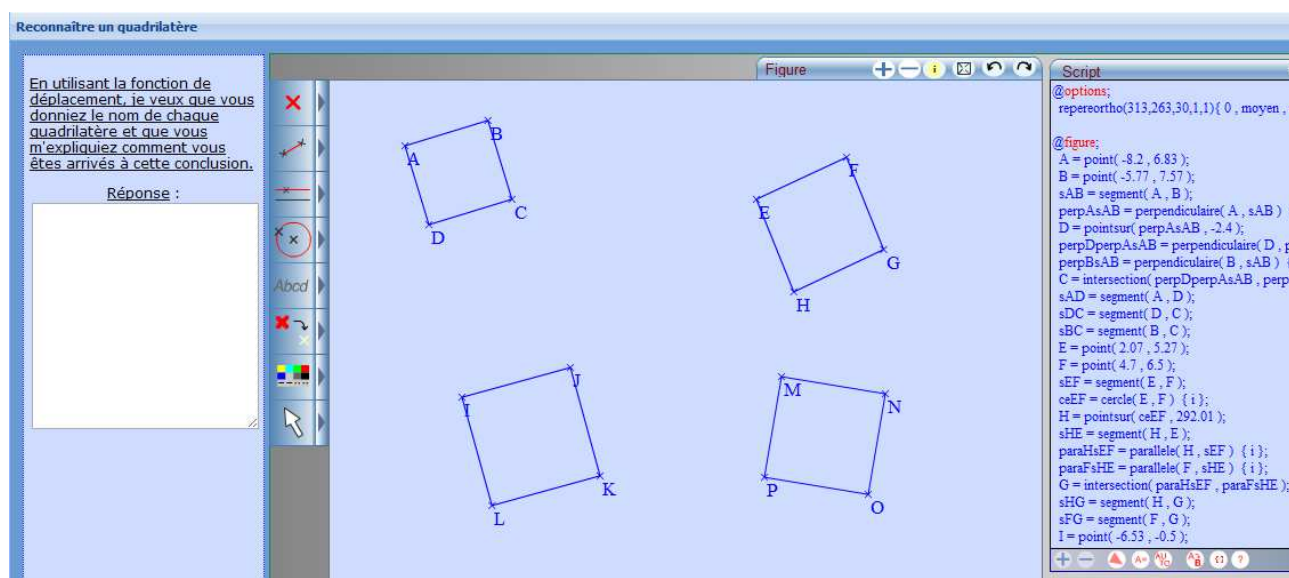 Reconnaître un quadrilatère
En utilisant la fonction de
déplacement, je veux que vous
donniez le nom de chaque
quadrilatère et que vous
m'expliquiez comment vous
êtes arrivés à cette conclusion.
Réponse :
Abcd
Figure
A
B
C
D
E
F
G
H
I
J
K
L
M
N
O
P
Script
@options;
repereortho(313,263,30,1,1){ 0 , moyen ,
@figure;
A = point( -8.2 , 6.83 );
B = point( -5.77 , 7.57 );
sAB = segment( A , B );
perpAsAB = perpendiculaire( A , sAB )
D = pointsur( perpAsAB , -2.4 );
perpDperpAsAB = perpendiculaire( D , p
perpBsAB = perpendiculaire( B , sAB ) {
C = intersection( perpDperpAsAB , perp
sAD = segment( A , D );
sDC = segment( D , C );
sBC = segment( B , C );
E = point( 2.07 , 5.27 );
F = point( 4.7 , 6.5 );
sEF = segment( E , F );
ceEF = cercle( E , F ) { i };
H = pointsur( ceEF , 292.01 );
sHE = segment( H , E );
paraHsEF = parallele( H , sEF ) { i };
paraFsHE = parallele( F , sHE ) { i };
G = intersection( paraHsEF , paraFsHE );
sHG = segment( H , G );
sFG = segment( F , G );
I = point( -6.53 , -0.5 );